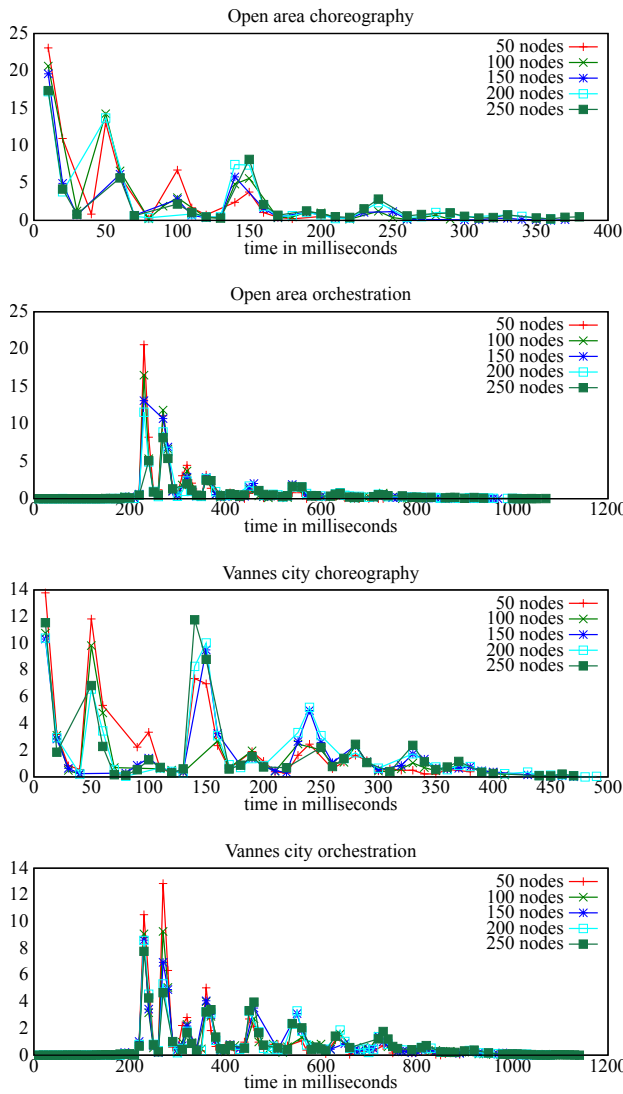 Open area choreography
25
20
15
10
5
0
50 nodes
100 nodes
150 nodes
200 nodes
250 nodes
0 50 100 150 200 250 300 350 400
time in milliseconds
Open area orchestration
25
20
15
10
5
0
50 nodes
100 nodes
150 nodes
200 nodes
250 nodes
0 200 400 600 800 1000 1200
time in milliseconds
Vannes city choreography
14
12
10
8
6
4
2
0
50 nodes
100 nodes
150 nodes
200 nodes
250 nodes
0 50 100 150 200 250 300 350 400 450 500
time in milliseconds
Vannes city orchestration
14
12
10
8
6
4
2
0
50 nodes
100 nodes
150 nodes
200 nodes
250 nodes
0 200 400 600 800 1000 1200
time in milliseconds